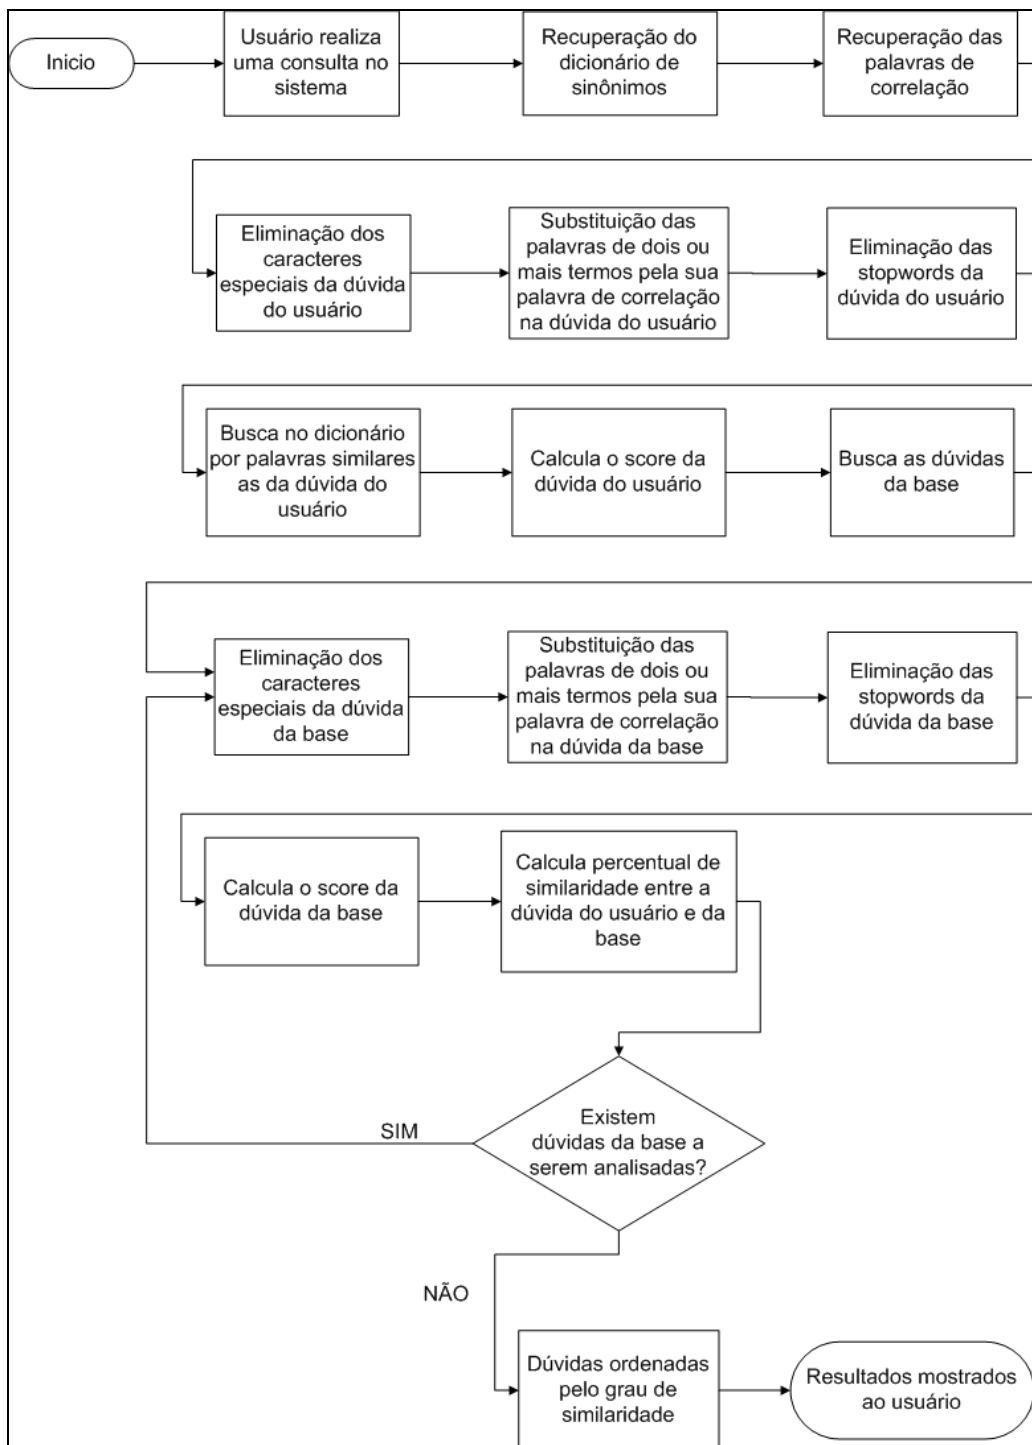 Inicio
Usuário realiza
uma consulta no
sistema
Recuperação do
dicionário de
sinônimos
Recuperação das
palavras de
correlação
Eliminação dos
caracteres
especiais da dúvida
do usuário
Substituição das
palavras de dois ou
mais termos pela sua
palavra de correlação
na dúvida do usuário
Eliminação das
stopwords da
dúvida do usuário
Busca no dicionário
por palavras similares
as da dúvida do
usuário
Calcula o score da
dúvida do usuário
Busca as dúvidas
da base
Eliminação dos
caracteres
especiais da dúvida
da base
Substituição das
palavras de dois ou
mais termos pela sua
palavra de correlação
na dúvida da base
Eliminação das
stopwords da
dúvida da base
Calcula o score da
dúvida da base
Calcula percentual de
similaridade entre a
dúvida do usuário e da
base
Existem
dúvidas da base a
serem analisadas?
SIM
NÃO
Dúvidas ordenadas
pelo grau de
similaridade
Resultados mostrados
ao usuário